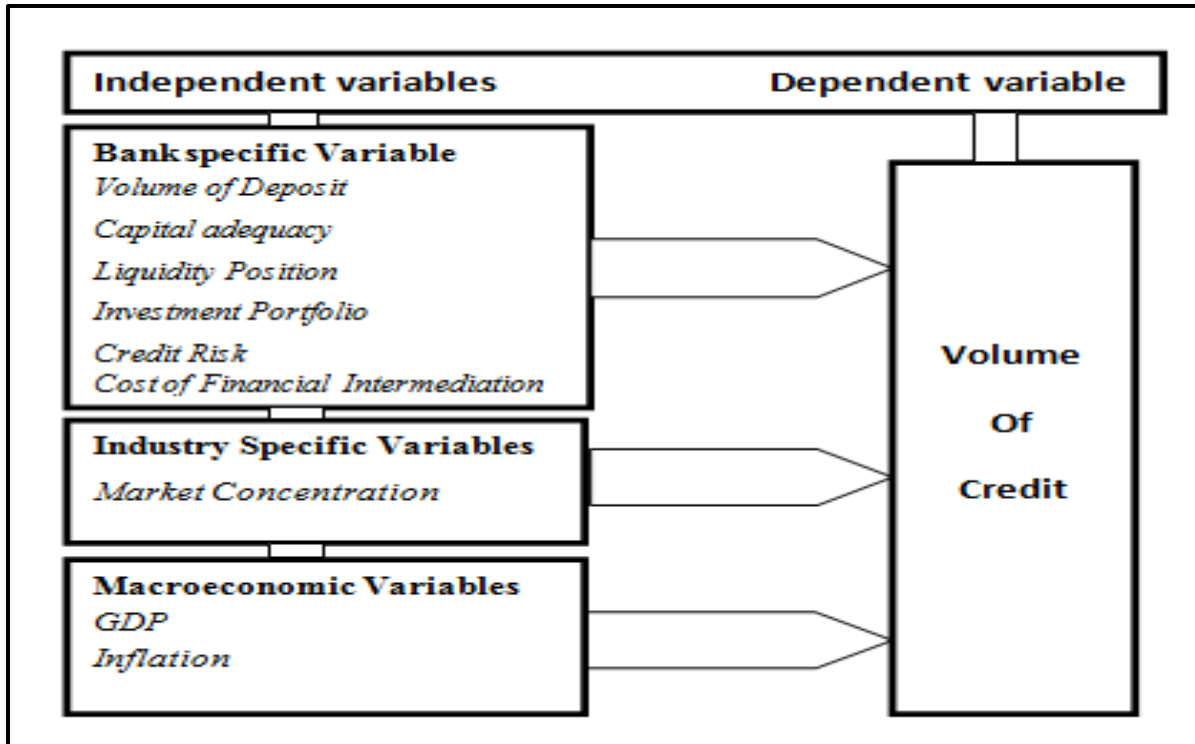 Independent variables
Dependent variable
Bank specific Variable
Volume of Deposit
Capital adequacy
Liquidity Position
Investment Portfolio
Credit Risk
Cost of Financial Intermediation
Industry Specific Variables
Market Concentration
Macroeconomic Variables
GDP
Inflation
Volume
Of
Credit